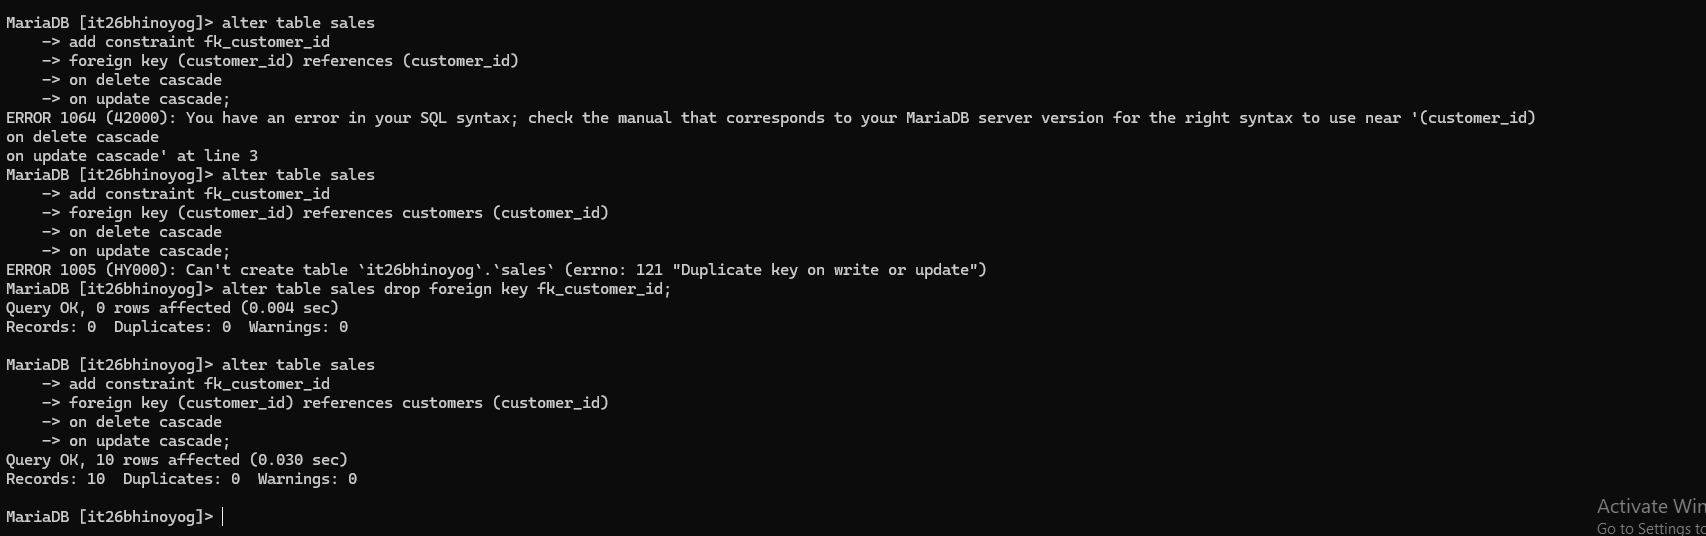 MariaDB [it26bhinoyog]> alter table sales
    -> add constraint fk_customer_id
    -> foreign key (customer_id) references (customer_id)
    -> on delete cascade
    -> on update cascade;
ERROR 1064 (42000): You have an error in your SQL syntax; check the manual that corresponds to your MariaDB server version for the right syntax to use near '(customer_id)
on delete cascade
on update cascade' at line 3
MariaDB [it26bhinoyog]> alter table sales
    -> add constraint fk_customer_id
    -> foreign key (customer_id) references customers (customer_id)
    -> on delete cascade
    -> on update cascade;
ERROR 1005 (HY000): Can't create table `it26bhinoyog`.`sales` (errno: 121 "Duplicate key on write or update")
MariaDB [it26bhinoyog]> alter table sales drop foreign key fk_customer_id;
Query OK, 0 rows affected (0.004 sec)
Records: 0  Duplicates: 0  Warnings: 0

MariaDB [it26bhinoyog]> alter table sales
    -> add constraint fk_customer_id
    -> foreign key (customer_id) references customers (customer_id)
    -> on delete cascade
    -> on update cascade;
Query OK, 10 rows affected (0.030 sec)
Records: 10  Duplicates: 0  Warnings: 0

MariaDB [it26bhinoyog]>
Activate Win
Go to Settings to